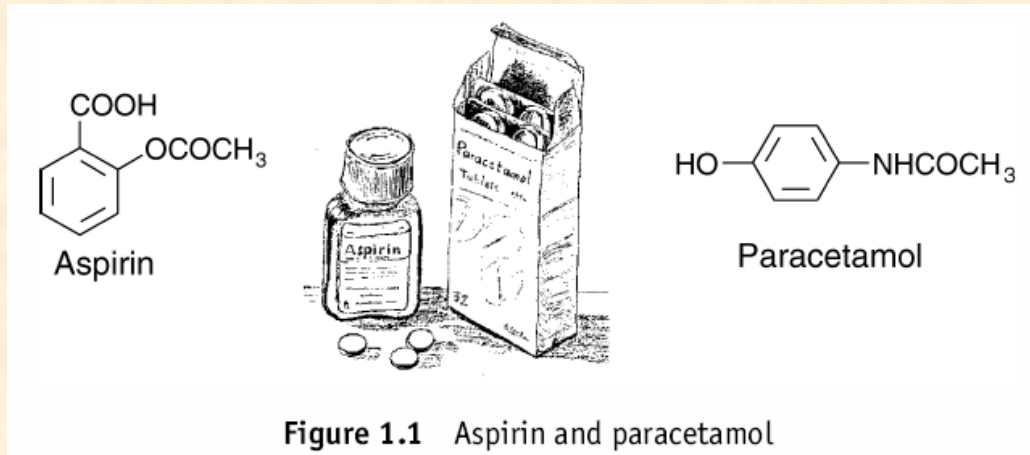 COOH
OCOCH₃
Aspirin
Aspirin
Paracetamol
Tablets
32
HO
NHCOCH₃
Paracetamol
Figure 1.1 Aspirin and paracetamol